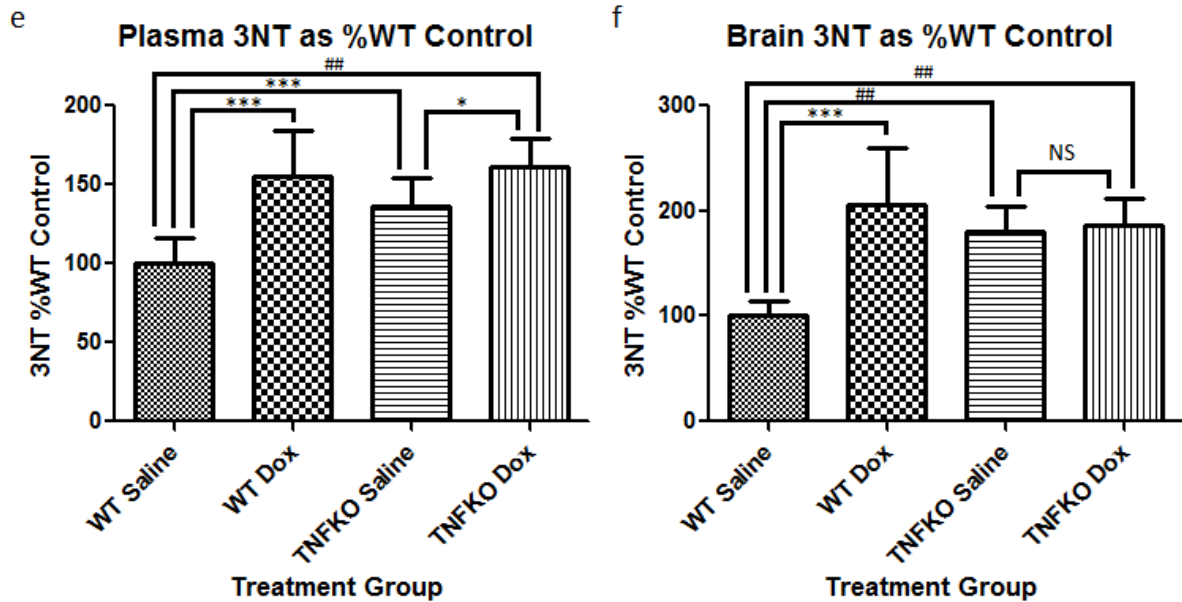 e
Plasma 3NT as %WT Control
##
***
***
*
3NT %WT Control
200
150
100
50
0
WT Saline
WT Dox
TNFKO Saline
TNFKO Dox
Treatment Group
f
Brain 3NT as %WT Control
##
##
***
NS
3NT %WT Control
300
200
100
0
WT Saline
WT Dox
TNFKO Saline
TNFKO Dox
Treatment Group